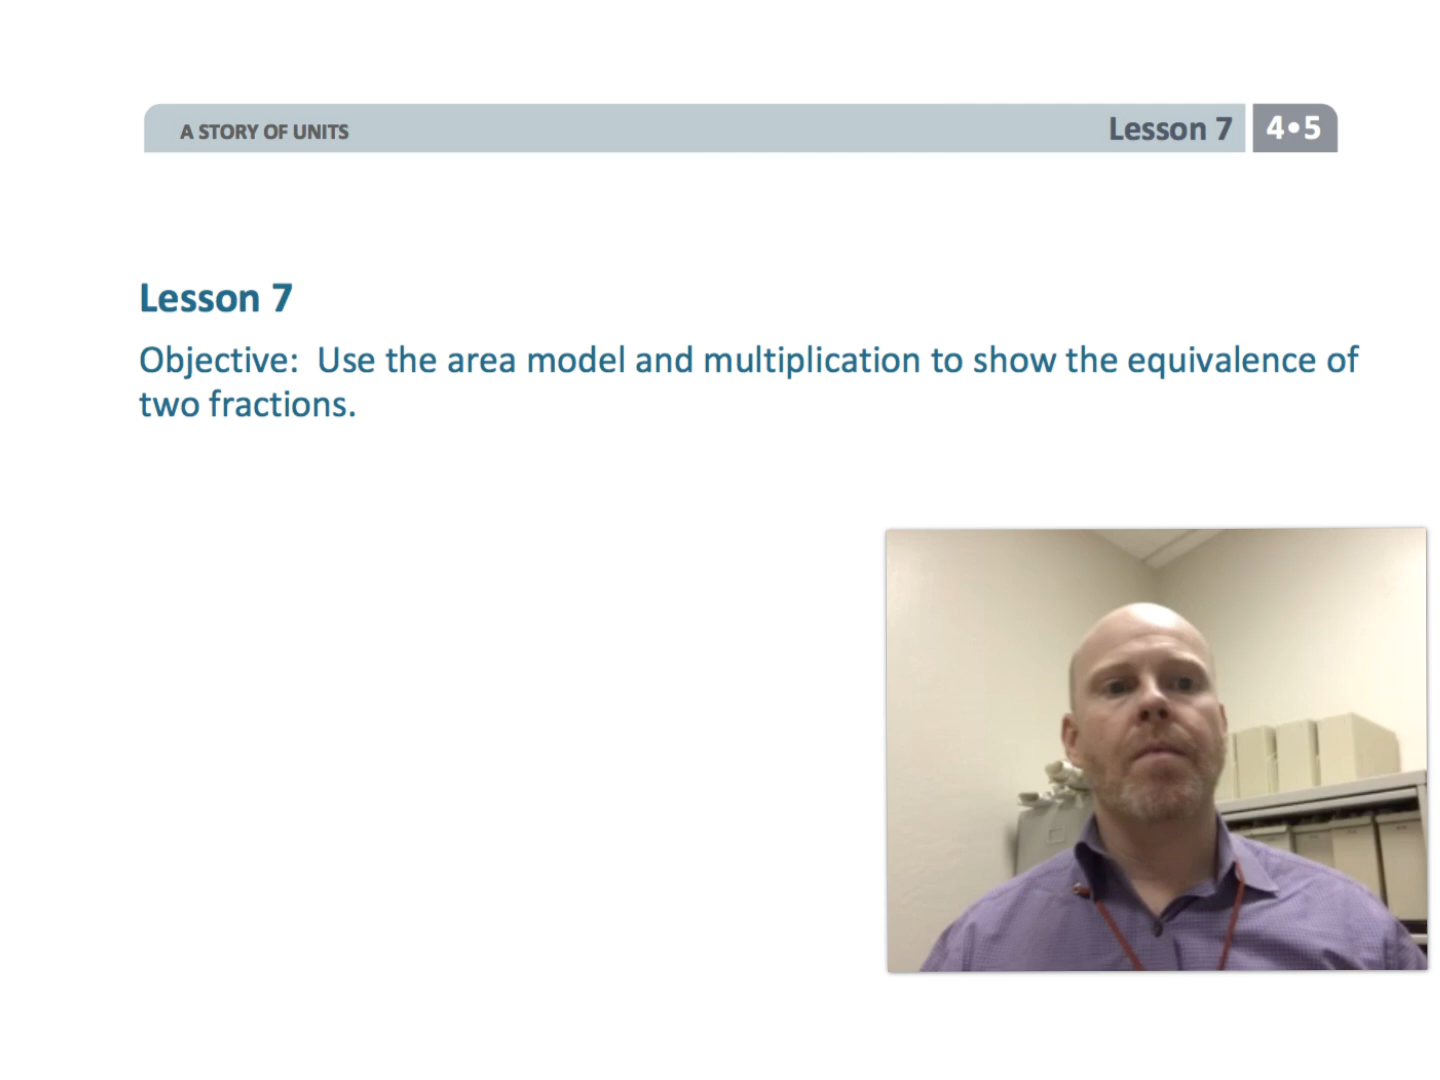 A STORY OF UNITS
Lesson 7
4•5
Lesson 7
Objective:  Use the area model and multiplication to show the equivalence of
two fractions.